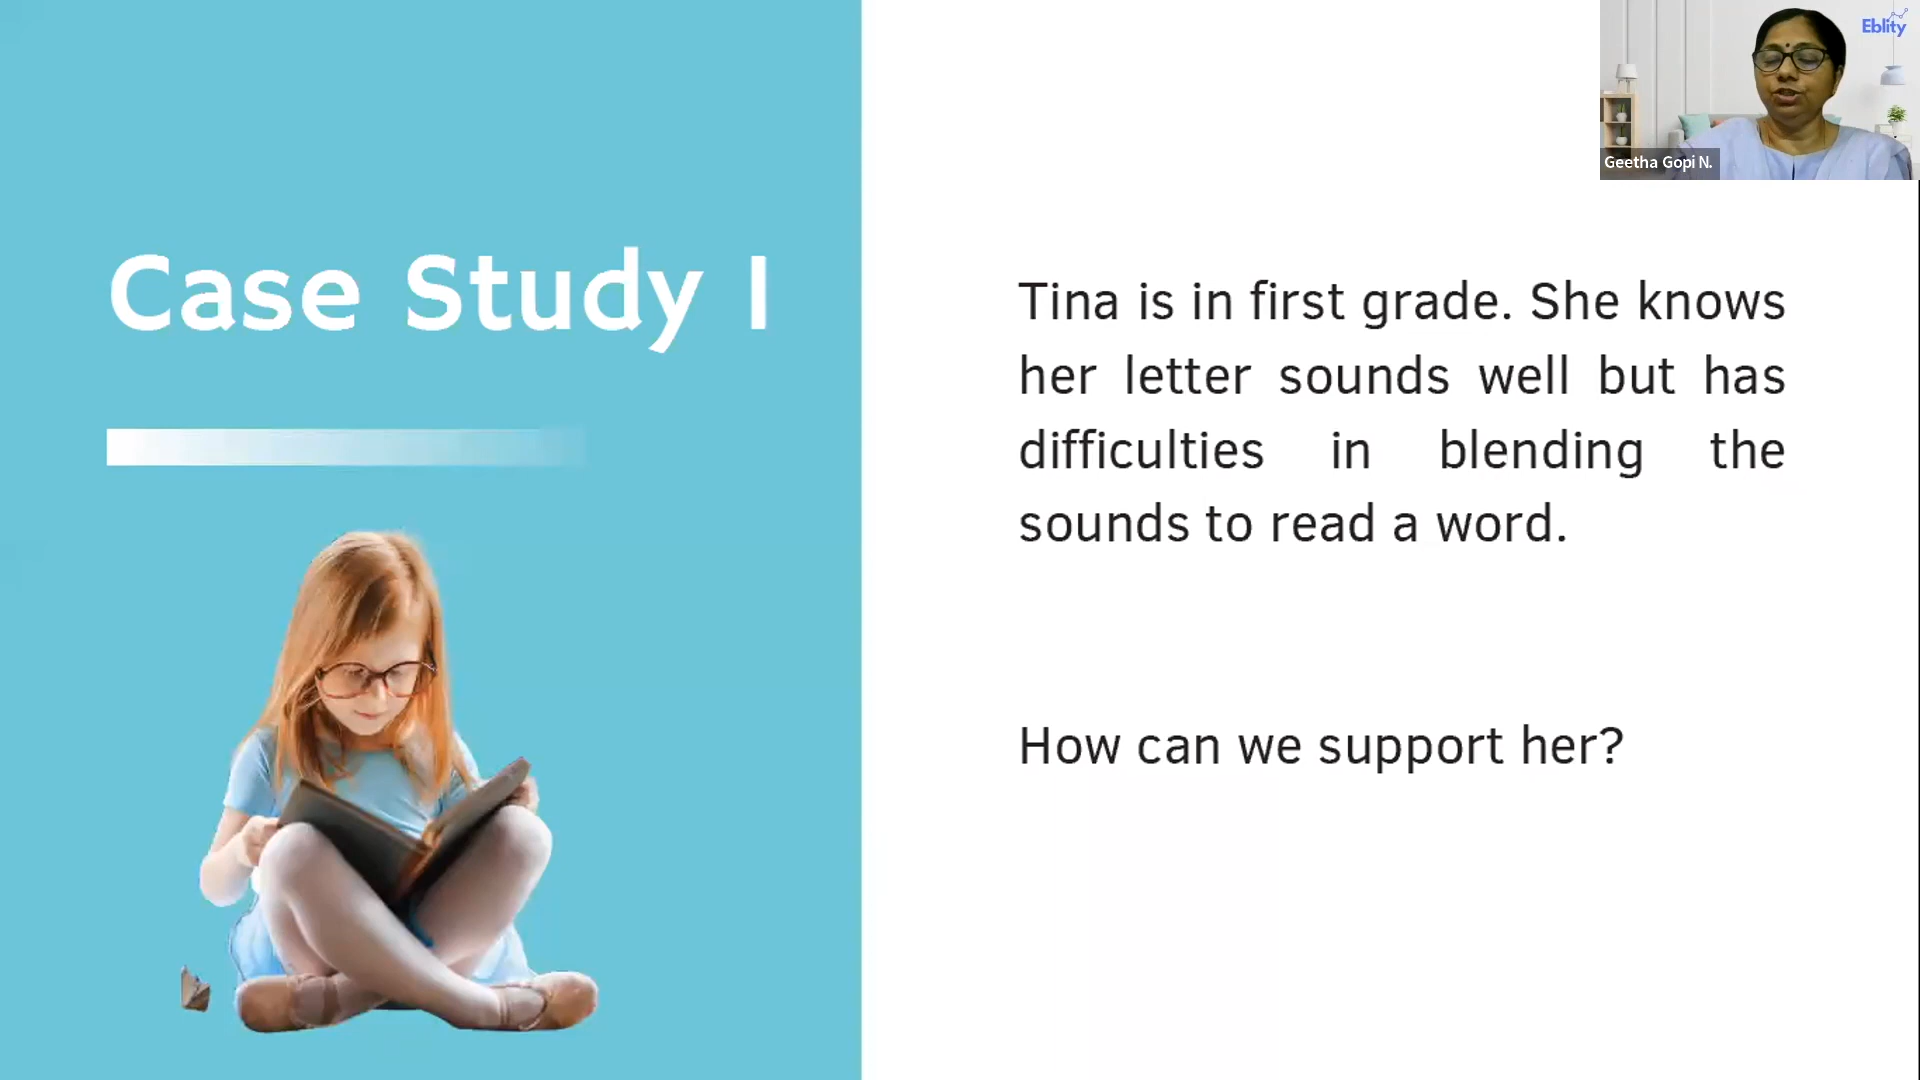 Eblity
Geetha Gopi N.
Case Study I
Tina is in first grade. She knows
her letter sounds well but has
difficulties in blending the
sounds to read a word.
How can we support her?